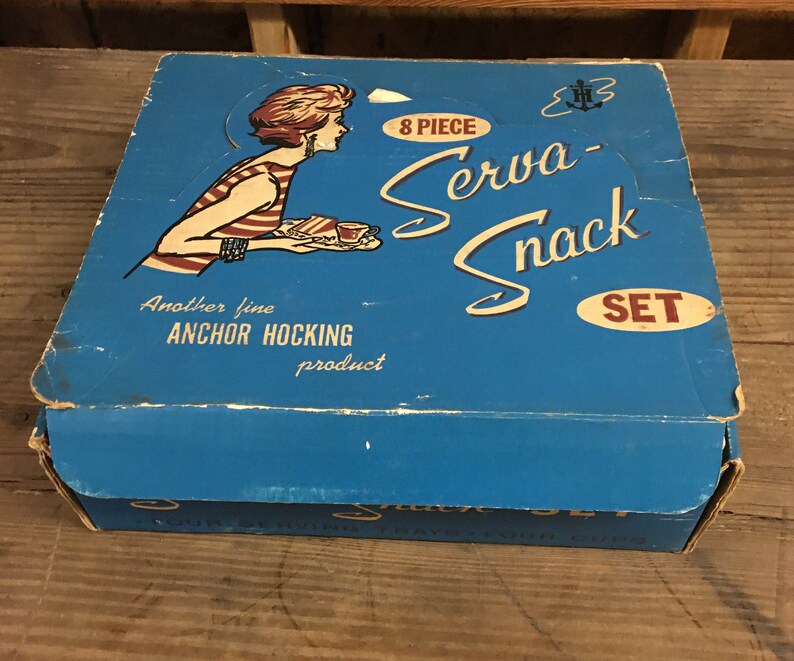 8 PIECE
Serva-
Snack
SET
Another fine
ANCHOR HOCKING
product
Snack SET
FOUR SERVING TRAYS - FOUR CUPS